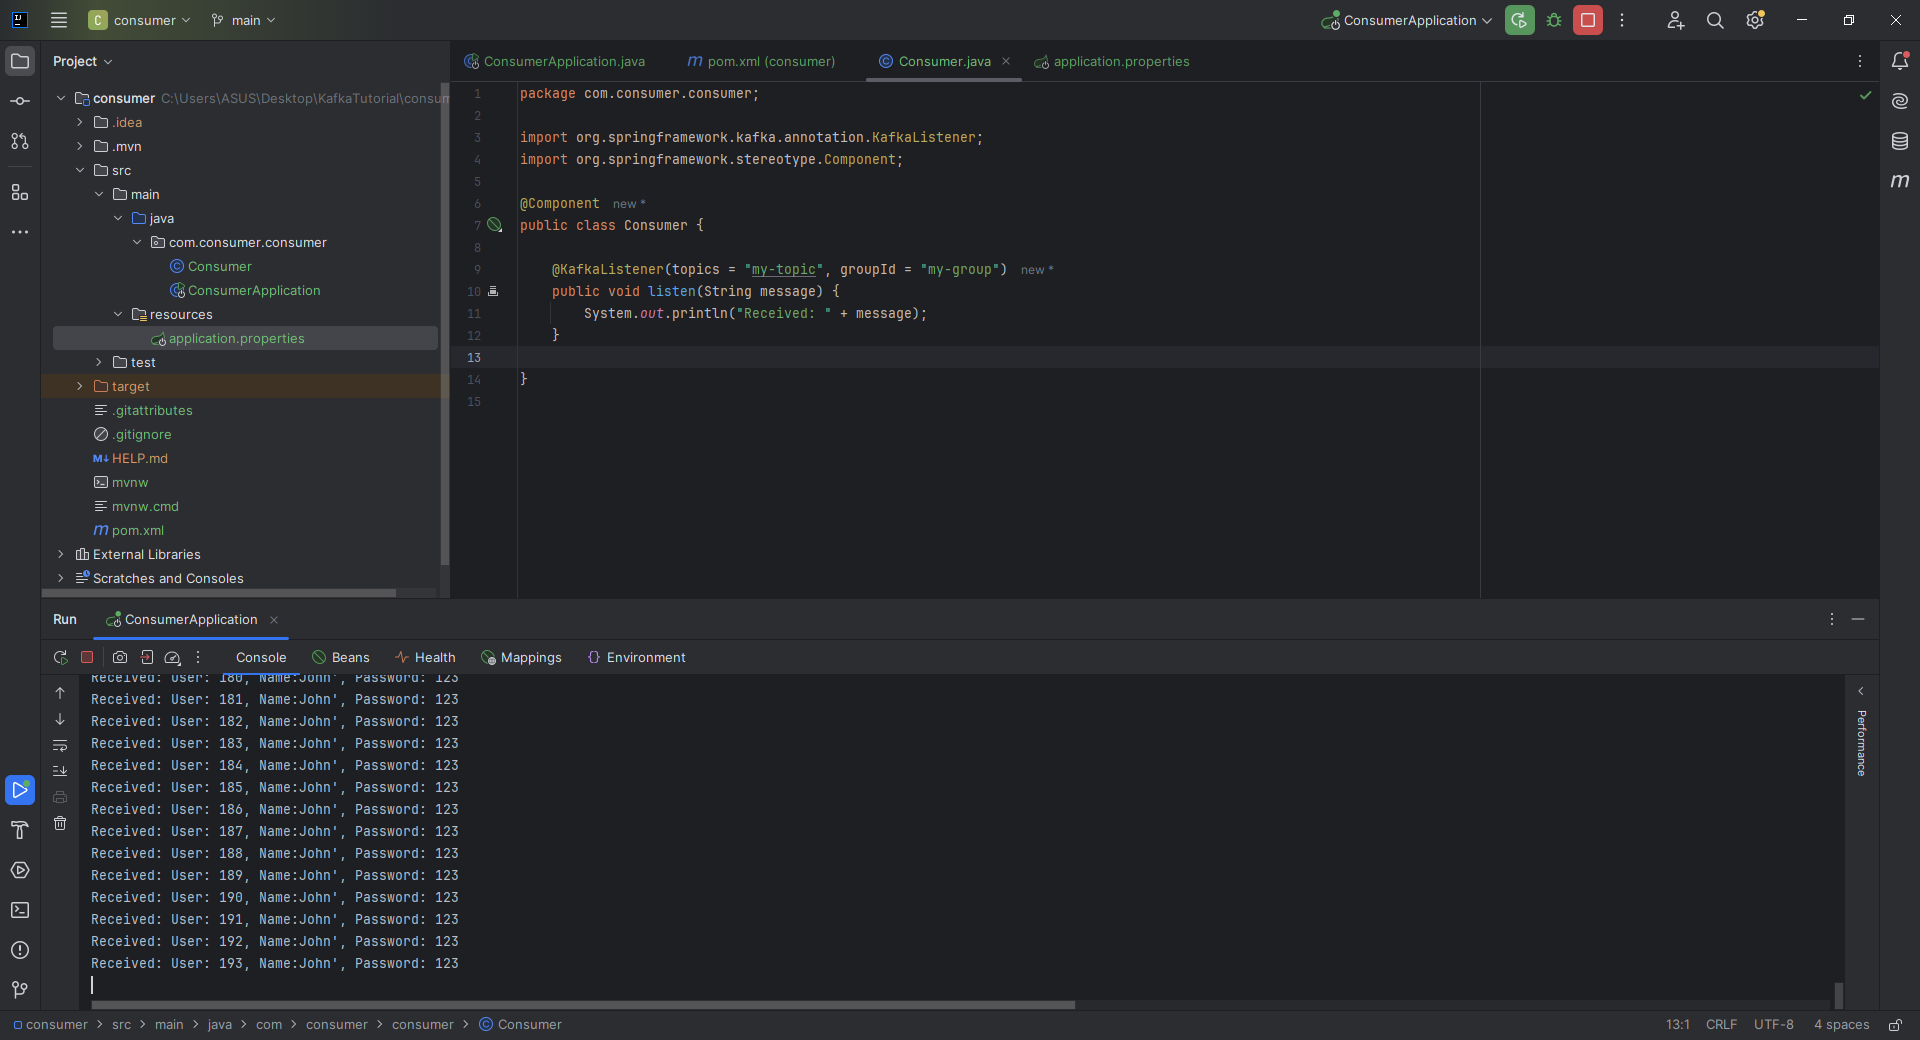 C consumer main ConsumerApplication
Project
consumer C:\Users\ASUS\Desktop\KafkaTutorial\consum
.idea
.mvn
src
main
java
com.consumer.consumer
Consumer
ConsumerApplication
resources
application.properties
test
target
.gitattributes
.gitignore
M↓ HELP.md
mvnw
mvnw.cmd
m pom.xml
External Libraries
Scratches and Consoles
ConsumerApplication.java m pom.xml (consumer) Consumer.java application.properties
1 package com.consumer.consumer;
2
3 import org.springframework.kafka.annotation.KafkaListener;
4 import org.springframework.stereotype.Component;
5
6 @Component new *
7 public class Consumer {
8
9 @KafkaListener(topics = "my-topic", groupId = "my-group") new *
10 public void listen(String message) {
11 System.out.println("Received: " + message);
12 }
13
14 }
15
Run ConsumerApplication
Console Beans Health Mappings Environment
Received: User: 180, Name:John', Password: 123
Received: User: 181, Name:John', Password: 123
Received: User: 182, Name:John', Password: 123
Received: User: 183, Name:John', Password: 123
Received: User: 184, Name:John', Password: 123
Received: User: 185, Name:John', Password: 123
Received: User: 186, Name:John', Password: 123
Received: User: 187, Name:John', Password: 123
Received: User: 188, Name:John', Password: 123
Received: User: 189, Name:John', Password: 123
Received: User: 190, Name:John', Password: 123
Received: User: 191, Name:John', Password: 123
Received: User: 192, Name:John', Password: 123
Received: User: 193, Name:John', Password: 123
Performance
m
consumer > src > main > java > com > consumer > consumer > Consumer
13:1 CRLF UTF-8 4 spaces